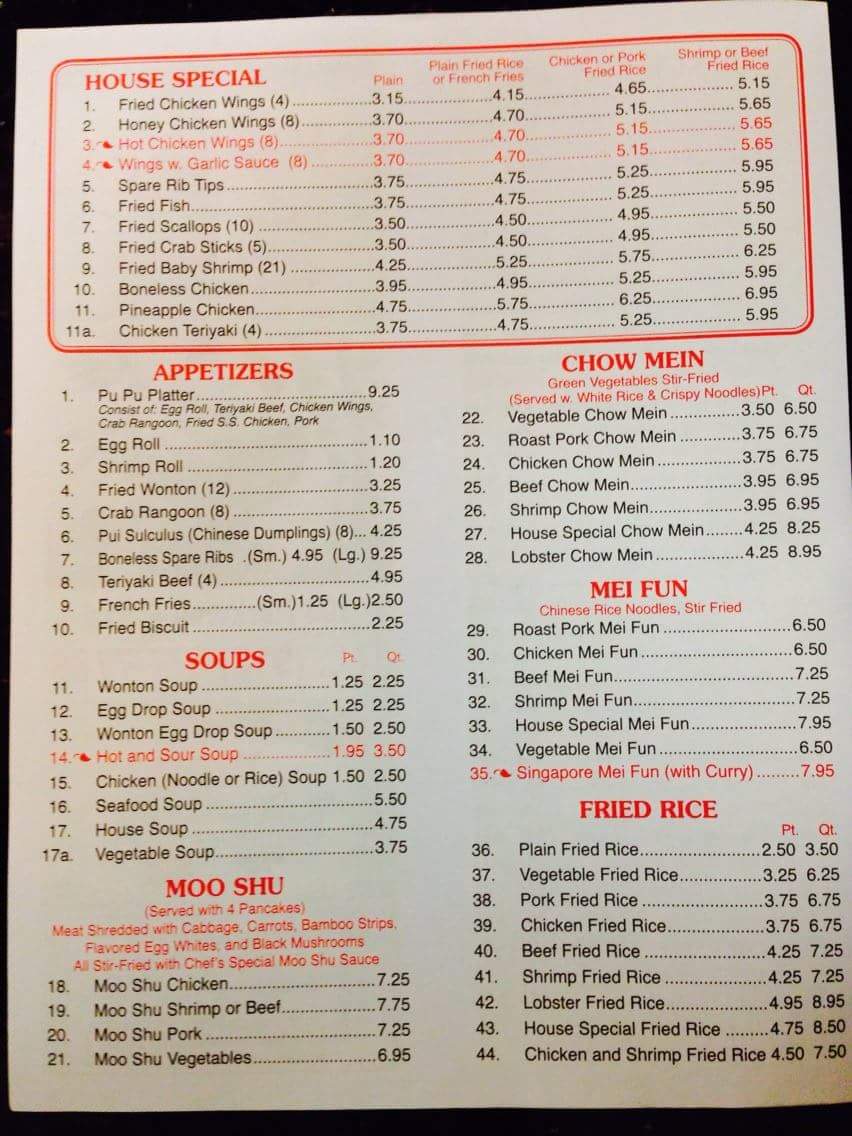 HOUSE SPECIAL Plain Plain Fried Rice or French Fries Chicken or Pork Fried Rice Shrimp or Beef Fried Rice
1. Fried Chicken Wings (4) 3.15 4.15 4.65 5.15
2. Honey Chicken Wings (8) 3.70 4.70 5.15 5.65
3. Hot Chicken Wings (8) 3.70 4.70 5.15 5.65
4. Wings w. Garlic Sauce (8) 3.70 4.70 5.15 5.65
5. Spare Rib Tips 3.75 4.75 5.25 5.95
6. Fried Fish 3.75 4.75 5.25 5.95
7. Fried Scallops (10) 3.50 4.50 4.95 5.50
8. Fried Crab Sticks (5) 3.50 4.50 4.95 5.50
9. Fried Baby Shrimp (21) 4.25 5.25 5.75 6.25
10. Boneless Chicken 3.95 4.95 5.25 5.95
11. Pineapple Chicken 4.75 5.75 6.25 6.95
11a. Chicken Teriyaki (4) 3.75 4.75 5.25 5.95
APPETIZERS
1. Pu Pu Platter 9.25
Consist of: Egg Roll, Teriyaki Beef, Chicken Wings,
Crab Rangoon, Fried S.S. Chicken, Pork
2. Egg Roll 1.10
3. Shrimp Roll 1.20
4. Fried Wonton (12) 3.25
5. Crab Rangoon (8) 3.75
6. Pui Sulculus (Chinese Dumplings) (8)... 4.25
7. Boneless Spare Ribs .(Sm.) 4.95 (Lg.) 9.25
8. Teriyaki Beef (4) 4.95
9. French Fries (Sm.)1.25 (Lg.)2.50
10. Fried Biscuit 2.25
SOUPS Pt. Qt.
11. Wonton Soup 1.25 2.25
12. Egg Drop Soup 1.25 2.25
13. Wonton Egg Drop Soup 1.50 2.50
14. Hot and Sour Soup 1.95 3.50
15. Chicken (Noodle or Rice) Soup 1.50 2.50
16. Seafood Soup 5.50
17. House Soup 4.75
17a. Vegetable Soup 3.75
MOO SHU
(Served with 4 Pancakes)
Meat Shredded with Cabbage, Carrots, Bamboo Strips,
Flavored Egg Whites, and Black Mushrooms
All Stir-Fried with Chef's Special Moo Shu Sauce
18. Moo Shu Chicken 7.25
19. Moo Shu Shrimp or Beef 7.75
20. Moo Shu Pork 7.25
21. Moo Shu Vegetables 6.95
CHOW MEIN
Green Vegetables Stir-Fried
(Served w. White Rice & Crispy Noodles) Pt. Qt.
22. Vegetable Chow Mein 3.50 6.50
23. Roast Pork Chow Mein 3.75 6.75
24. Chicken Chow Mein 3.75 6.75
25. Beef Chow Mein 3.95 6.95
26. Shrimp Chow Mein 3.95 6.95
27. House Special Chow Mein 4.25 8.25
28. Lobster Chow Mein 4.25 8.95
MEI FUN
Chinese Rice Noodles, Stir Fried
29. Roast Pork Mei Fun 6.50
30. Chicken Mei Fun 6.50
31. Beef Mei Fun 7.25
32. Shrimp Mei Fun 7.25
33. House Special Mei Fun 7.95
34. Vegetable Mei Fun 6.50
35. Singapore Mei Fun (with Curry) 7.95
FRIED RICE
Pt. Qt.
36. Plain Fried Rice 2.50 3.50
37. Vegetable Fried Rice 3.25 6.25
38. Pork Fried Rice 3.75 6.75
39. Chicken Fried Rice 3.75 6.75
40. Beef Fried Rice 4.25 7.25
41. Shrimp Fried Rice 4.25 7.25
42. Lobster Fried Rice 4.95 8.95
43. House Special Fried Rice 4.75 8.50
44. Chicken and Shrimp Fried Rice 4.50 7.50